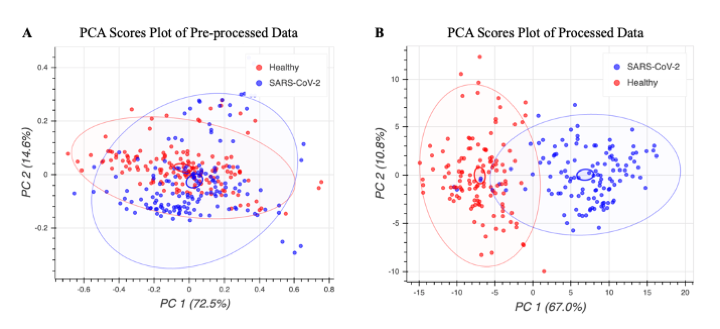 A
PCA Scores Plot of Pre-processed Data
Healthy
SARS-CoV-2
0.4
0.2
0
-0.2
PC 2 (14.6%)
-0.6
-0.4
-0.2
0
0.2
0.4
0.6
0.8
PC 1 (72.5%)
B
PCA Scores Plot of Processed Data
SARS-CoV-2
Healthy
10
5
0
-5
-10
PC 2 (10.8%)
-15
-10
-5
0
5
10
15
20
PC 1 (67.0%)